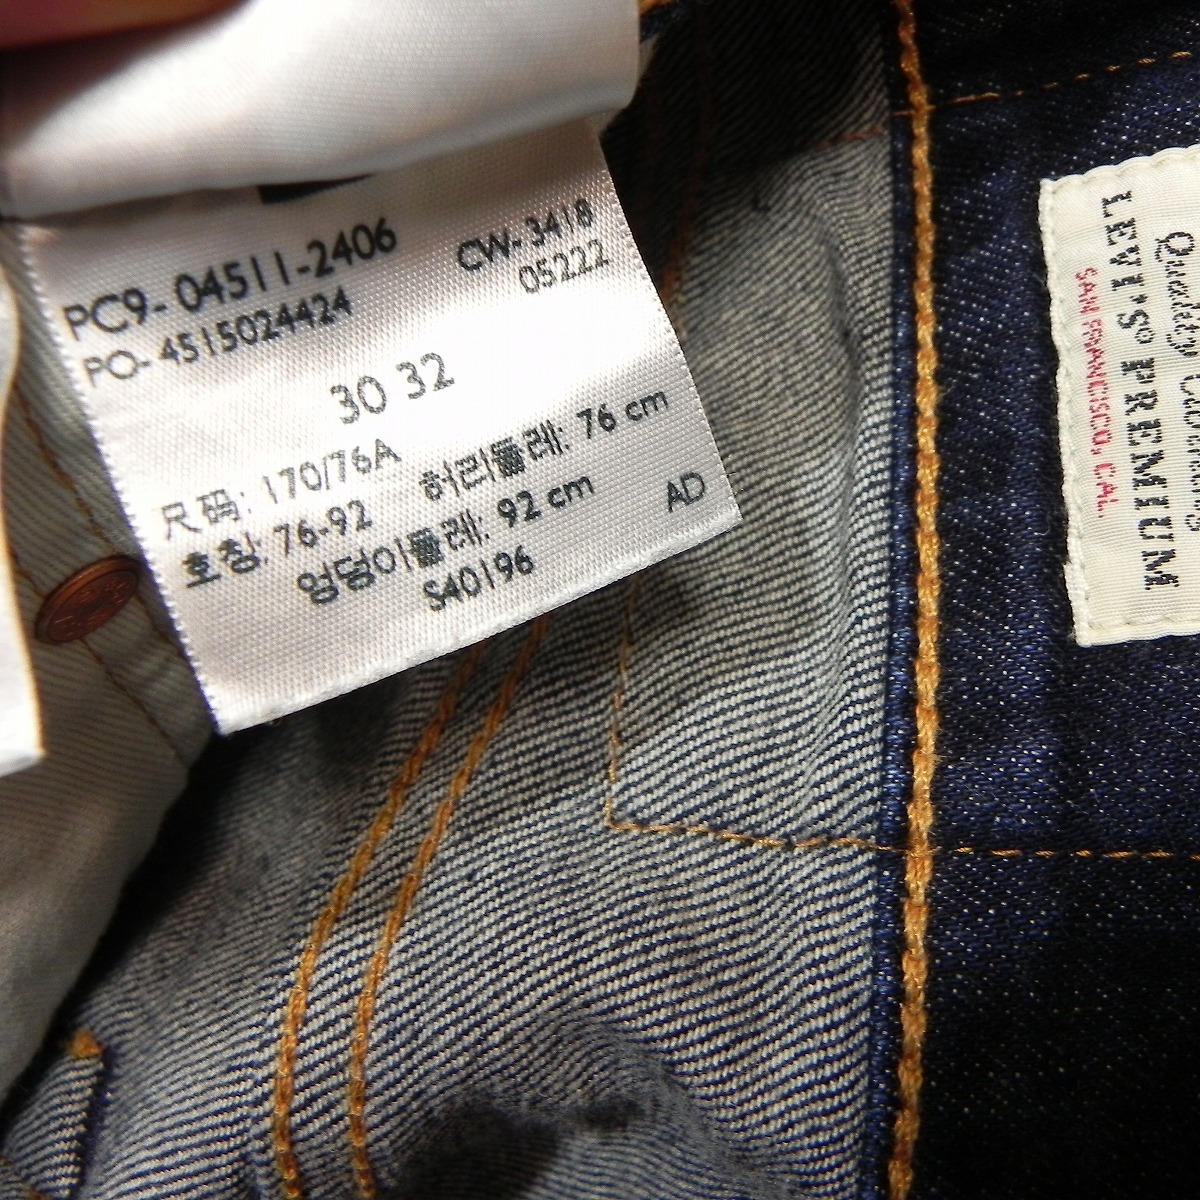 PC9-04511-2406
CW-3418
PO-4515024424
05222
30 32
尺码: 170/76A
허리둘레: 76 cm
호칭: 76-92
엉덩이둘레: 92 cm
AD
S40196
Quality
LEVI'S® PREMIUM
SAN FRANCISCO, CAL.